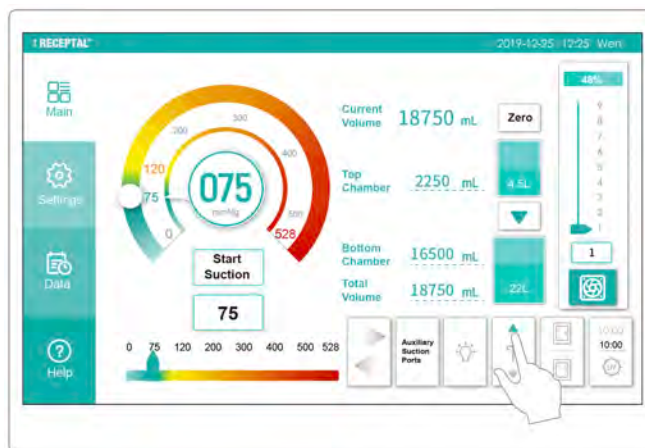 RECEPTAL
2019-12-25 12:25 Wen
Main
Settings
Data
Help
0
75
120
200
300
400
500
528
075
mmHg
Start
Suction
75
0 75 120 200 300 400 500 528
Current
Volume 18750 mL
Zero
Top
Chamber 2250 mL
4.5L
Bottom
Chamber 16500 mL
Total
Volume 18750 mL
22L
48%
9
8
7
6
5
4
3
2
1
1
Auxiliary
Suction
Ports
10:00
10:00
UV